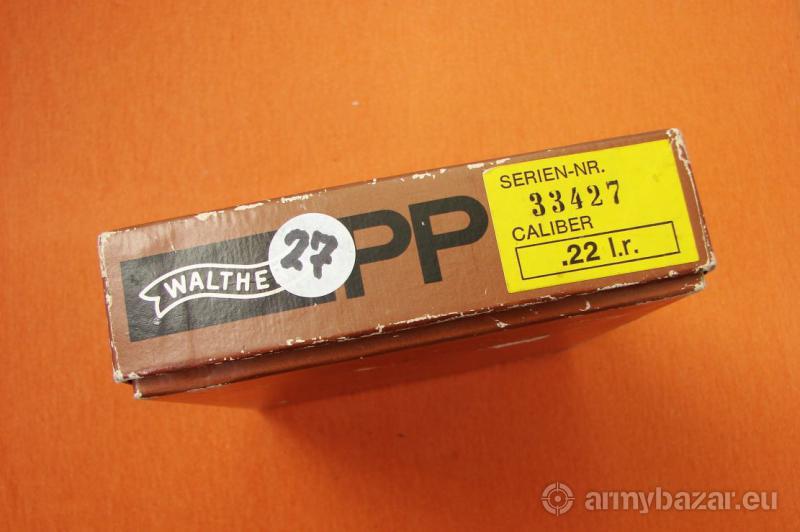 WALTHE
27
PP
SERIEN-NR.
33427
CALIBER
.22 l.r.
armybazar.eu